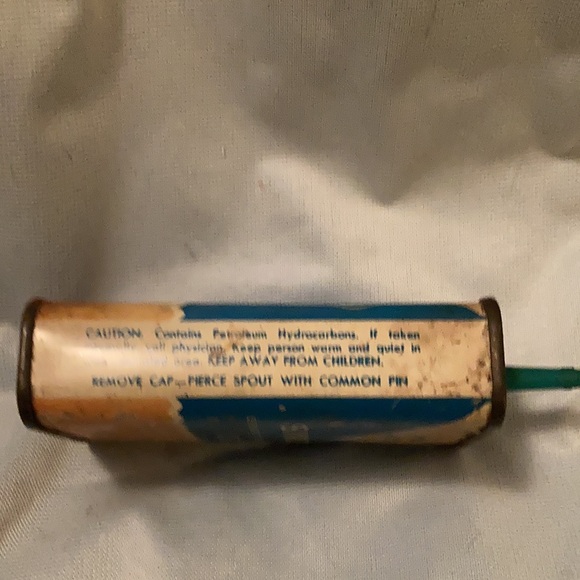 CAUTION. Contains Petroleum Hydrocarbons. If taken
call physician. Keep person warm and quiet in
area. KEEP AWAY FROM CHILDREN.
REMOVE CAP—PIERCE SPOUT WITH COMMON PIN